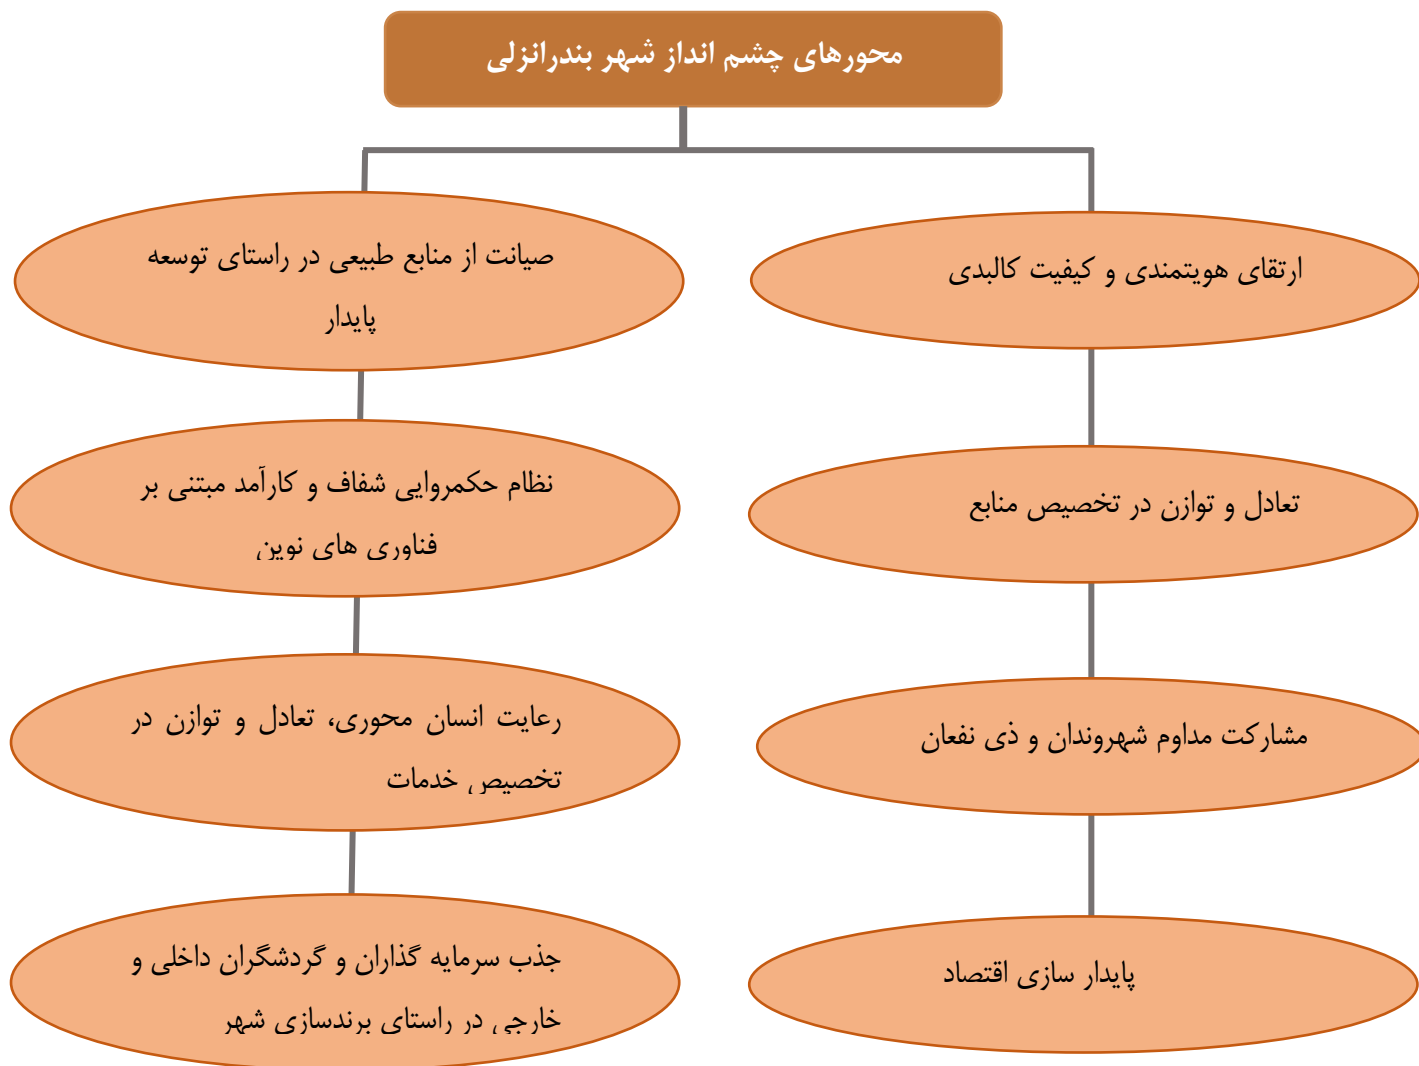 محورهای چشم انداز شهر بندرانزلی
ارتقای هویتمندی و کیفیت کالبدی
تعادل و توازن در تخصیص منابع
مشارکت مداوم شهروندان و ذی نفعان
پایدار سازی اقتصاد
صیانت از منابع طبیعی در راستای توسعه
پایدار
نظام حکمروایی شفاف و کارآمد مبتنی بر
فناوری های نوین
رعایت انسان محوری، تعادل و توازن در
تخصیص خدمات
جذب سرمایه گذاران و گردشگران داخلی و
خارجی در راستای برندسازی شهر